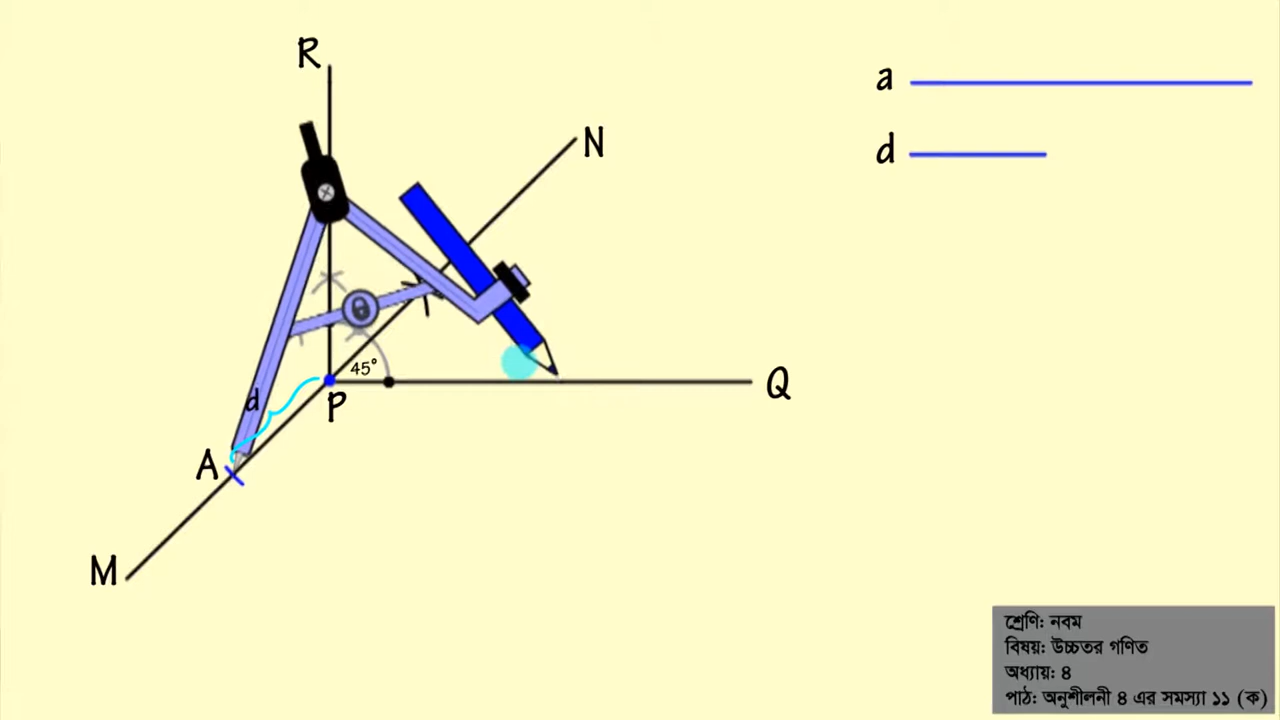 R
N
a
d
45°
d
P
Q
A
M
শ্রেণি: নবম
বিষয়: উচ্চতর গণিত
অধ্যায়: ৪
পাঠ: অনুশীলনী ৪ এর সমস্যা ১১ (ক)